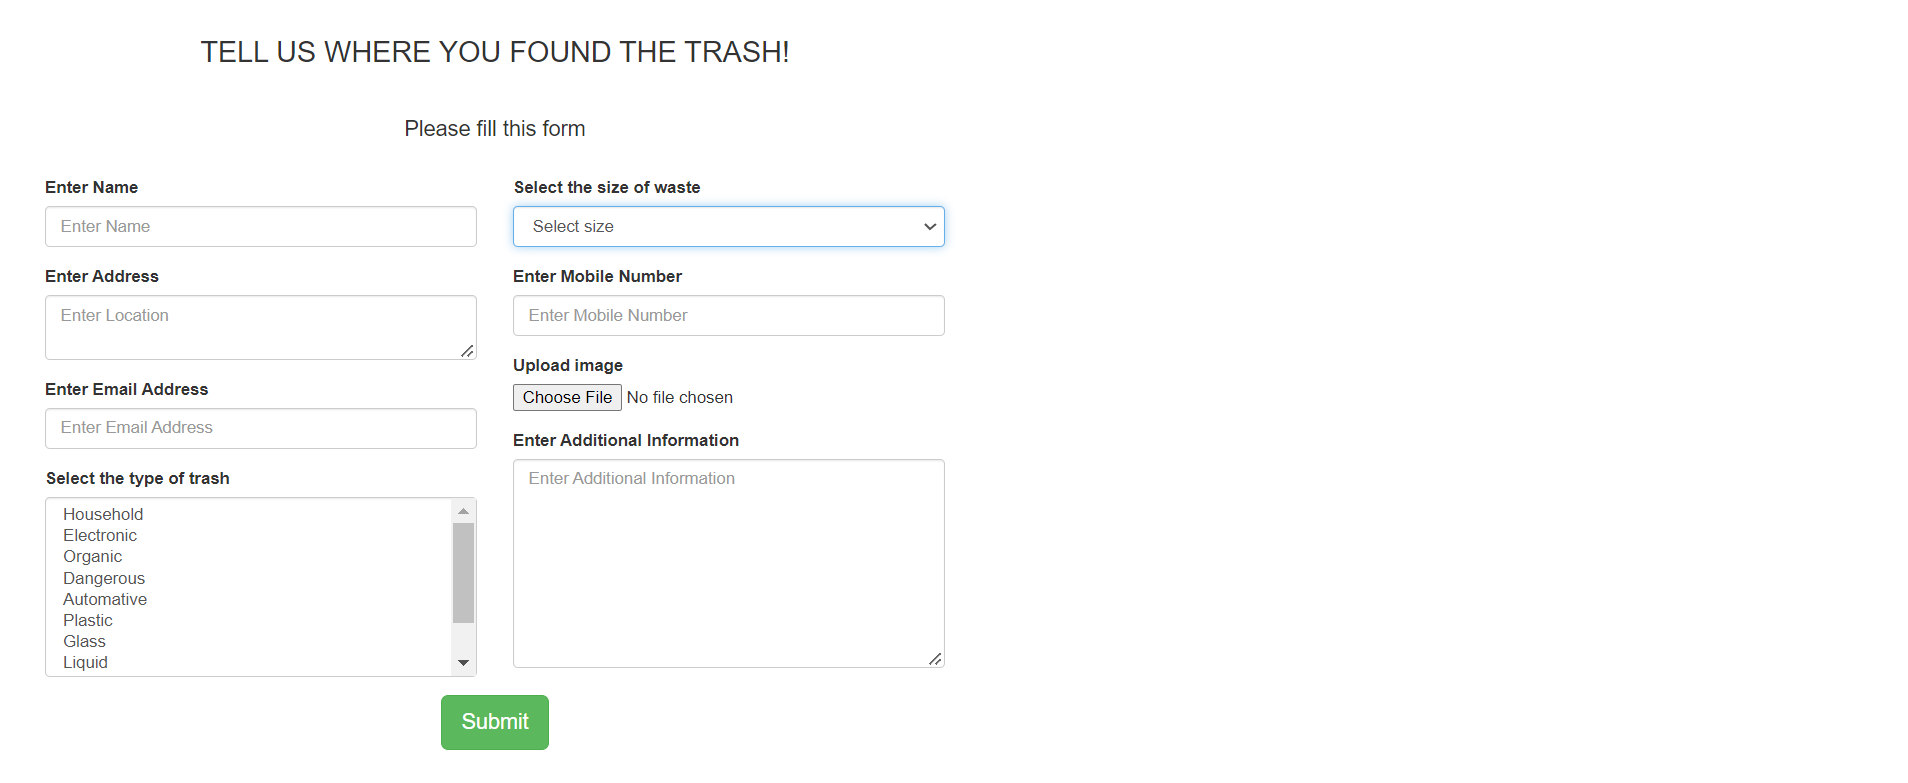 TELL US WHERE YOU FOUND THE TRASH!
Please fill this form
Enter Name
Enter Name
Enter Address
Enter Location
Enter Email Address
Enter Email Address
Select the type of trash
Household
Electronic
Organic
Dangerous
Automative
Plastic
Glass
Liquid
Select the size of waste
Select size
Enter Mobile Number
Enter Mobile Number
Upload image
Choose File No file chosen
Enter Additional Information
Enter Additional Information
Submit